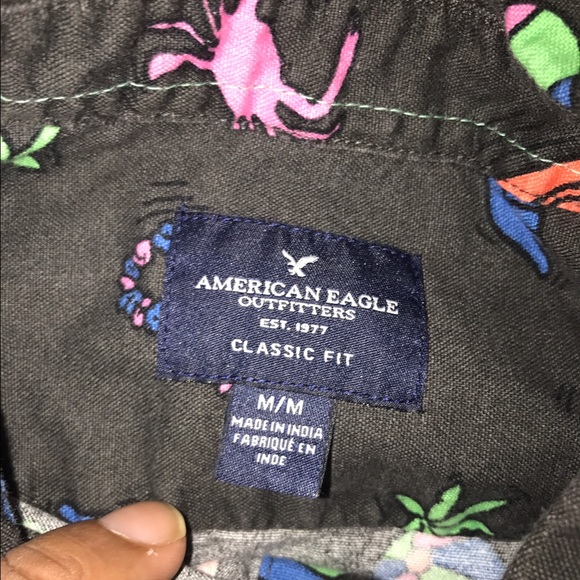 AMERICAN EAGLE
OUTFITTERS
EST. 1977
CLASSIC FIT
M/M
MADE IN INDIA
FABRIQUÉ EN
INDE